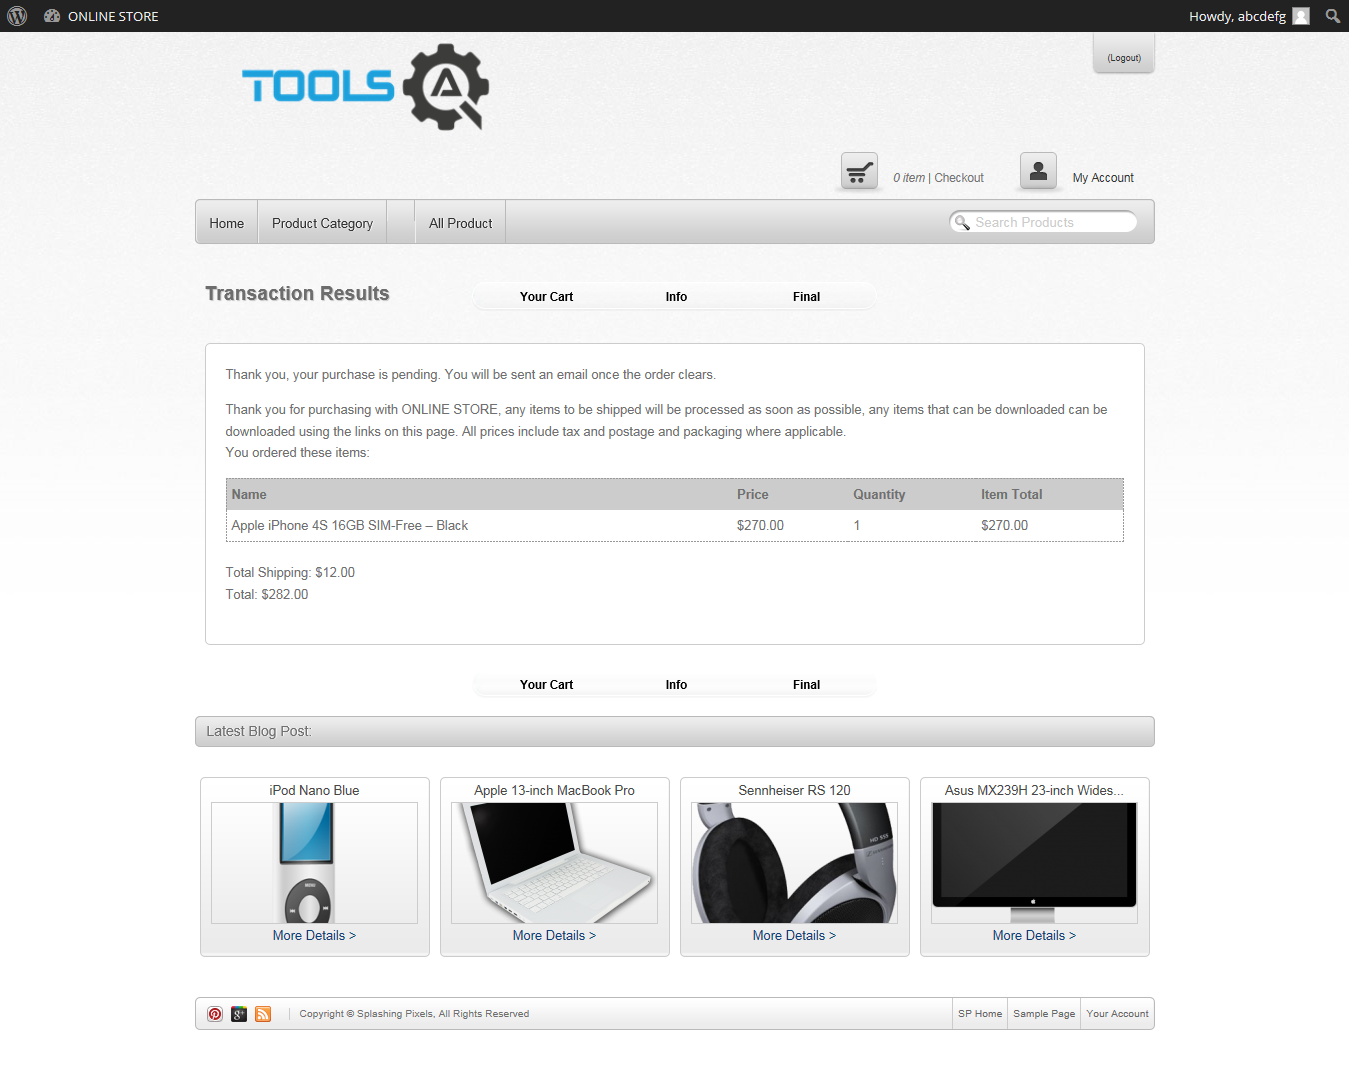 ONLINE STORE
Howdy, abcdefg
(Logout)
TOOLS QA
0 item | Checkout
My Account
Home
Product Category
All Product
Search Products
Transaction Results
Your Cart
Info
Final
Thank you, your purchase is pending. You will be sent an email once the order clears.
Thank you for purchasing with ONLINE STORE, any items to be shipped will be processed as soon as possible, any items that can be downloaded can be
downloaded using the links on this page. All prices include tax and postage and packaging where applicable.
You ordered these items:
Name Price Quantity Item Total
Apple iPhone 4S 16GB SIM-Free – Black $270.00 1 $270.00
Total Shipping: $12.00
Total: $282.00
Your Cart
Info
Final
Latest Blog Post:
iPod Nano Blue
MENU
More Details >
Apple 13-inch MacBook Pro
More Details >
Sennheiser RS 120
HD 555
More Details >
Asus MX239H 23-inch Wides...
More Details >
Copyright © Splashing Pixels, All Rights Reserved
SP Home
Sample Page
Your Account